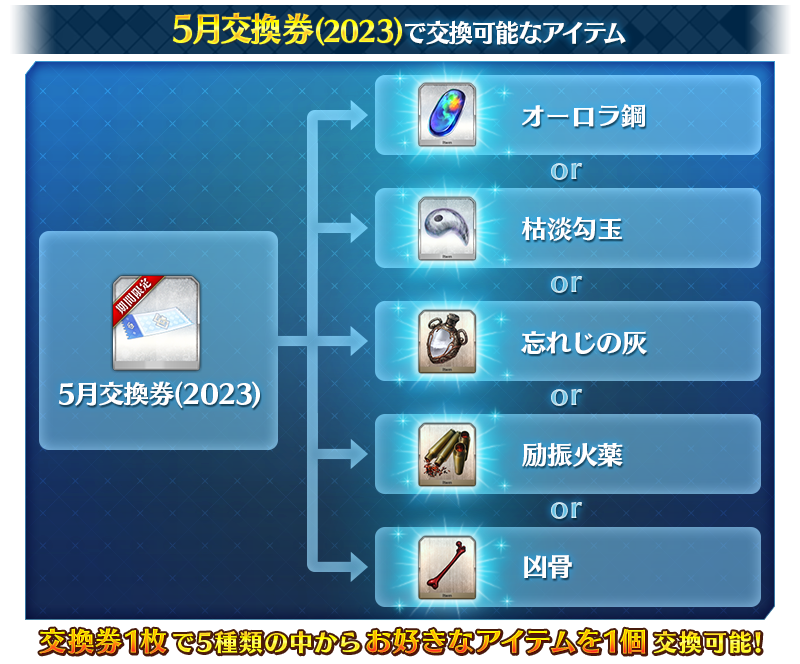 5月交換券(2023)で交換可能なアイテム
期間限定
5月交換券(2023)
オーロラ鋼
or
枯淡勾玉
or
忘れじの灰
or
励振火薬
or
凶骨
交換券1枚で5種類の中からお好きなアイテムを1個交換可能!